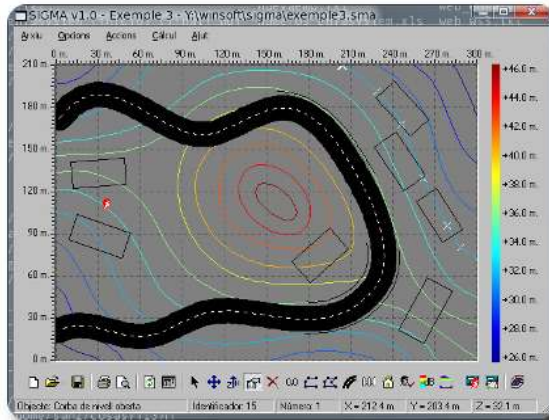 SIGMA v1.0 - Exemple 3 - Y:\winsoft\sigma\exemple3.sma
Arxiu Opcions Accions Càlcul Ajut
0 m. 30 m. 60 m. 90 m. 120 m. 150 m. 180 m. 210 m. 240 m. 270 m. 300 m.
210 m.
180 m.
150 m.
120 m.
90 m.
60 m.
30 m.
0 m.
+46.0 m.
+44.0 m.
+42.0 m.
+40.0 m.
+38.0 m.
+36.0 m.
+34.0 m.
+32.0 m.
+30.0 m.
+28.0 m.
+26.0 m.
Objecte: Corba de nivell oberta Identificador: 15 Número: 1 X = 212.4 m Y = 203.4 m Z = 32.1 m